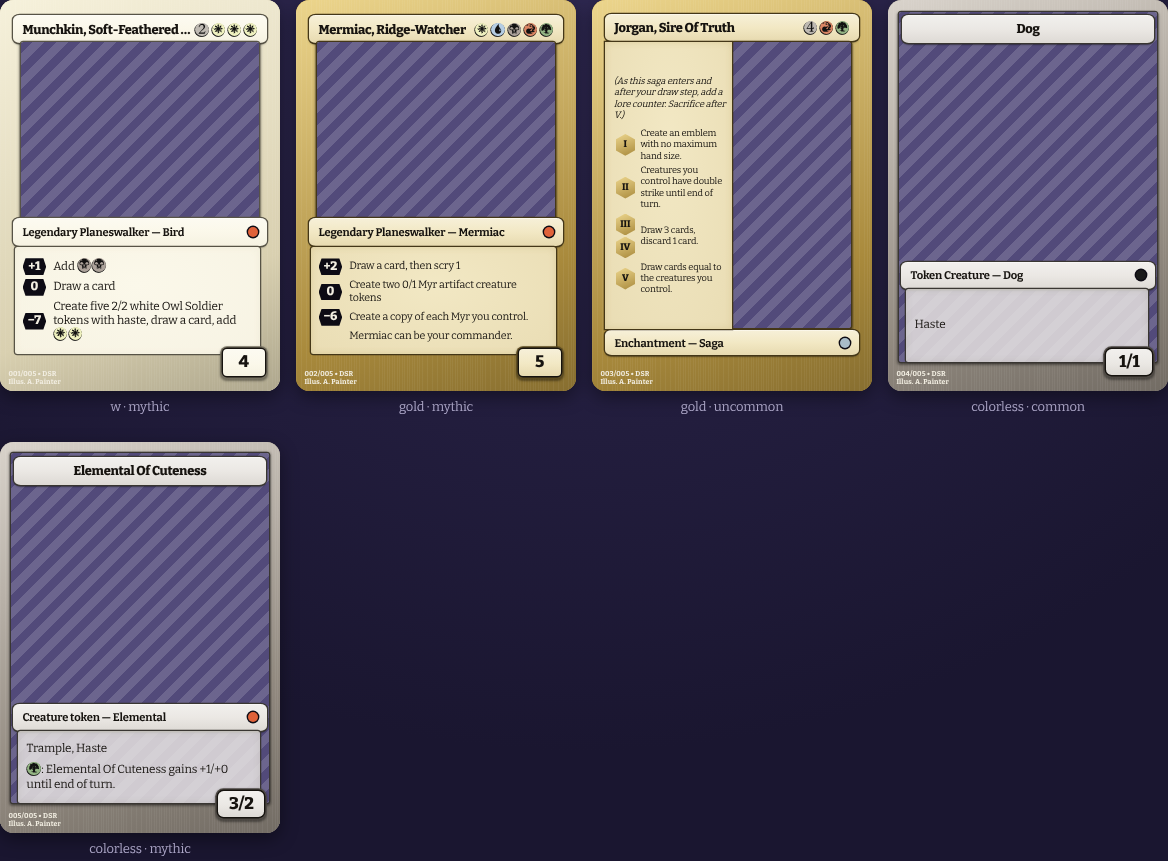 Munchkin, Soft-Feathered ... 2
Legendary Planeswalker — Bird
+1 Add
0 Draw a card
−7 Create five 2/2 white Owl Soldier
tokens with haste, draw a card, add
4
001/005 • DSR
Illus. A. Painter
w · mythic
Mermiac, Ridge-Watcher
Legendary Planeswalker — Mermiac
+2 Draw a card, then scry 1
0 Create two 0/1 Myr artifact creature
tokens
−6 Create a copy of each Myr you control.
Mermiac can be your commander.
5
002/005 • DSR
Illus. A. Painter
gold · mythic
Jorgan, Sire Of Truth 4
(As this saga enters and
after your draw step, add a
lore counter. Sacrifice after
V.)
I Create an emblem
with no maximum
hand size.
II Creatures you
control have double
strike until end of
turn.
III
IV Draw 3 cards,
discard 1 card.
V Draw cards equal to
the creatures you
control.
Enchantment — Saga
003/005 • DSR
Illus. A. Painter
gold · uncommon
Dog
Token Creature — Dog
Haste
1/1
004/005 • DSR
Illus. A. Painter
colorless · common
Elemental Of Cuteness
Creature token — Elemental
Trample, Haste
: Elemental Of Cuteness gains +1/+0
until end of turn.
3/2
005/005 • DSR
Illus. A. Painter
colorless · mythic